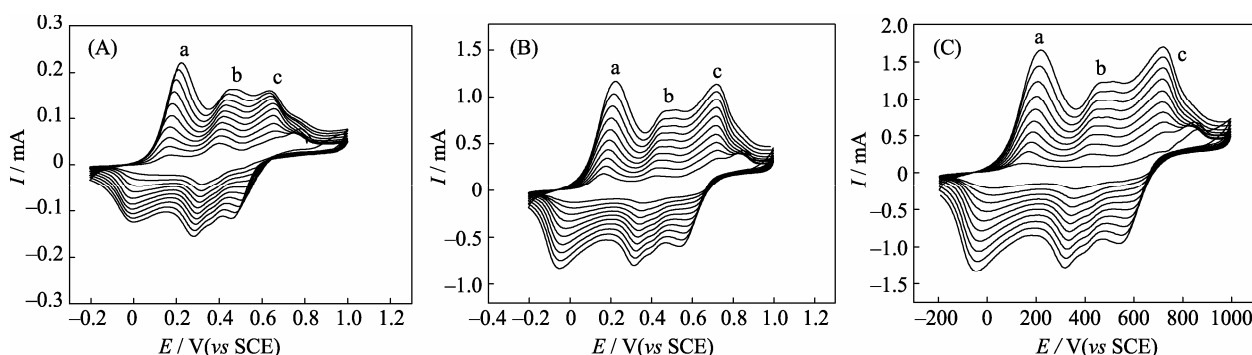 (A)
a
b
c
0.3
0.2
0.1
0
–0.1
–0.2
–0.3
I / mA
–0.2 0 0.2 0.4 0.6 0.8 1.0 1.2
E / V(vs SCE)
(B)
a
b
c
1.5
1.0
0.5
0
–0.5
–1.0
I / mA
–0.4 –0.2 0 0.2 0.4 0.6 0.8 1.0 1.2
E / V(vs SCE)
(C)
a
b
c
2.0
1.5
1.0
0.5
0
–0.5
–1.0
–1.5
I / mA
–200 0 200 400 600 800 1000
E / V(vs SCE)